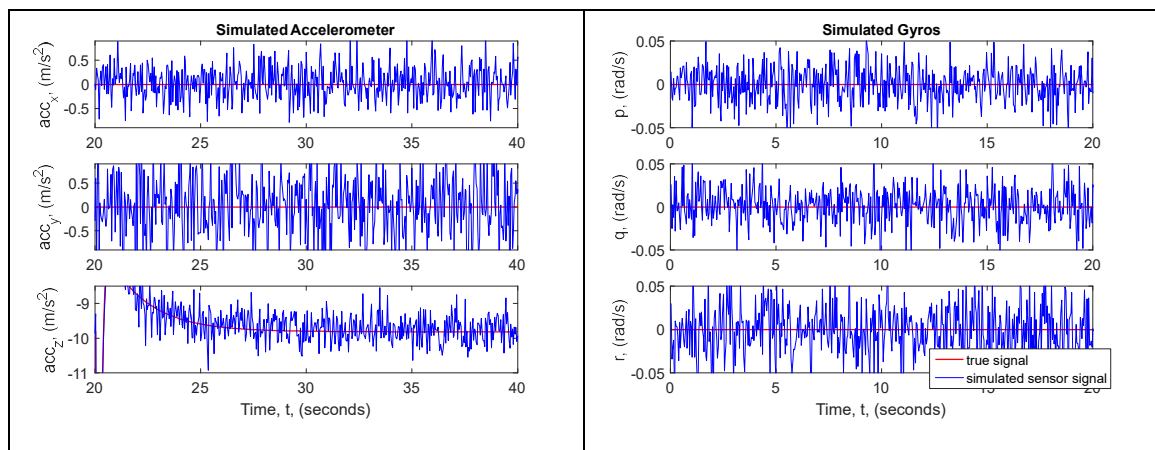 Simulated Accelerometer
acc_x, (m/s^2)
0.5
0
-0.5
20 25 30 35 40
acc_y, (m/s^2)
0.5
0
-0.5
20 25 30 35 40
acc_z, (m/s^2)
-9
-10
-11
20 25 30 35 40
Time, t, (seconds)
Simulated Gyros
p, (rad/s)
0.05
0
-0.05
0 5 10 15 20
q, (rad/s)
0.05
0
-0.05
0 5 10 15 20
r, (rad/s)
0.05
0
-0.05
0 5 10 15 20
true signal
simulated sensor signal
Time, t, (seconds)